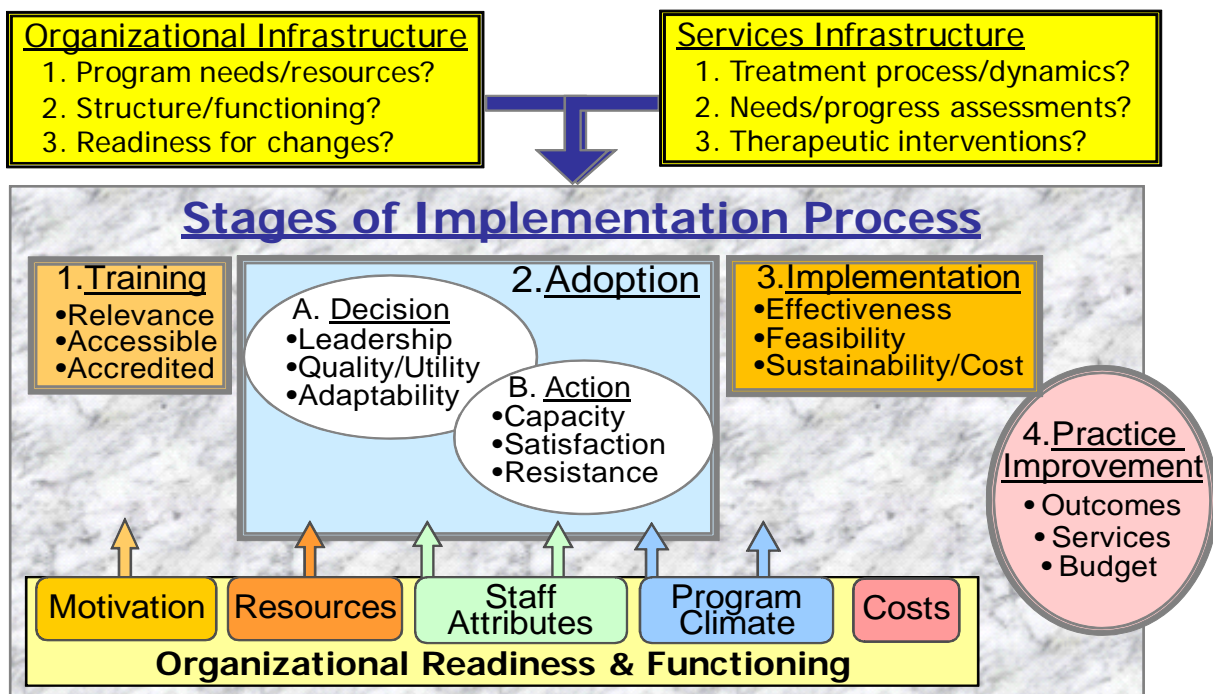 Organizational Infrastructure
1. Program needs/resources?
2. Structure/functioning?
3. Readiness for changes?
Services Infrastructure
1. Treatment process/dynamics?
2. Needs/progress assessments?
3. Therapeutic interventions?
Stages of Implementation Process
1.Training
•Relevance
•Accessible
•Accredited
2.Adoption
A. Decision
•Leadership
•Quality/Utility
•Adaptability
B. Action
•Capacity
•Satisfaction
•Resistance
3.Implementation
•Effectiveness
•Feasibility
•Sustainability/Cost
4.Practice
Improvement
• Outcomes
• Services
• Budget
Motivation
Resources
Staff
Attributes
Program
Climate
Costs
Organizational Readiness & Functioning